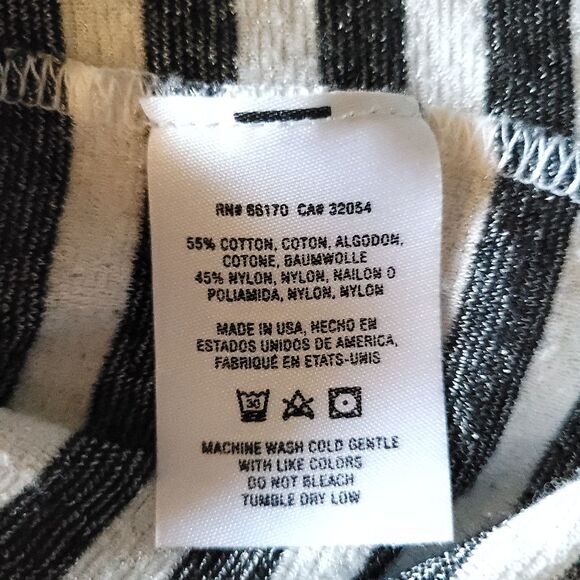 RN# 66170 CA# 32054
55% COTTON, COTON, ALGODON,
COTONE, BAUMWOLLE
45% NYLON, NYLON, NAILON O
POLIAMIDA, NYLON, NYLON
MADE IN USA, HECHO EN
ESTADOS UNIDOS DE AMERICA,
FABRIQUÉ EN ETATS-UNIS
30
MACHINE WASH COLD GENTLE
WITH LIKE COLORS
DO NOT BLEACH
TUMBLE DRY LOW